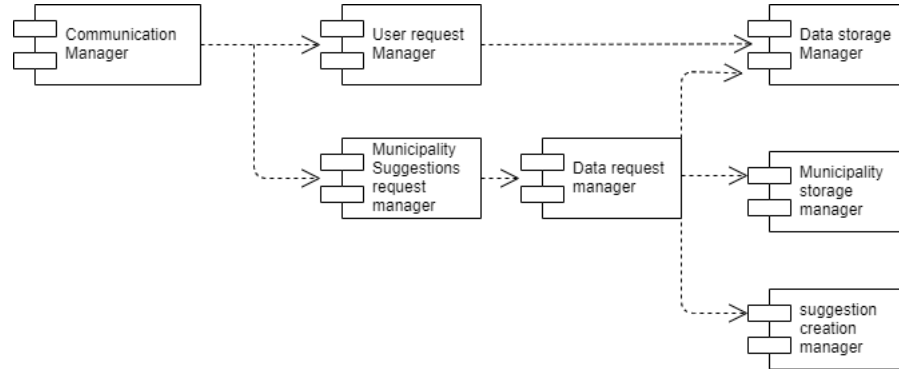 Communication
Manager
User request
Manager
Data storage
Manager
Municipality
Suggestions
request
manager
Data request
manager
Municipality
storage
manager
suggestion
creation
manager